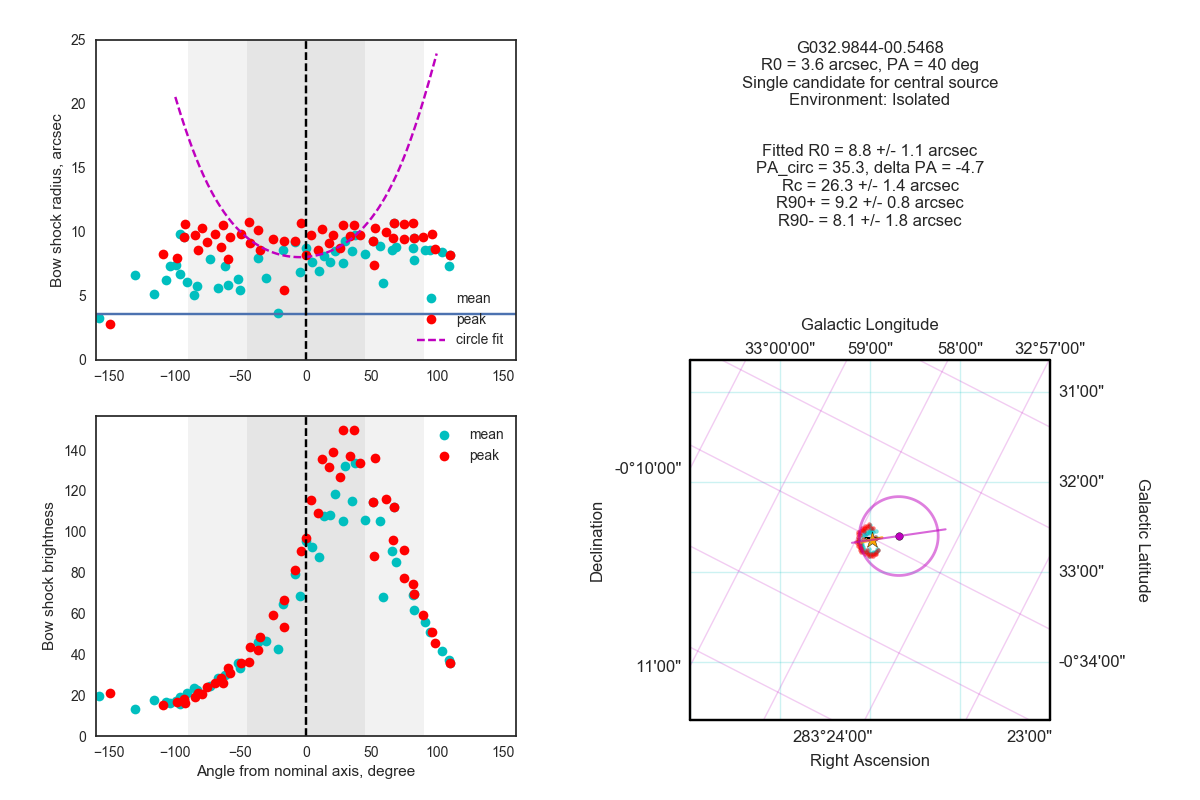 25
20
15
10
5
0
Bow shock radius, arcsec
mean
peak
circle fit
−150
−100
−50
0
50
100
150
140
120
100
80
60
40
20
0
Bow shock brightness
mean
peak
−150
−100
−50
0
50
100
150
Angle from nominal axis, degree
G032.9844-00.5468
R0 = 3.6 arcsec, PA = 40 deg
Single candidate for central source
Environment: Isolated
Fitted R0 = 8.8 +/- 1.1 arcsec
PA_circ = 35.3, delta PA = -4.7
Rc = 26.3 +/- 1.4 arcsec
R90+ = 9.2 +/- 0.8 arcsec
R90- = 8.1 +/- 1.8 arcsec
Galactic Longitude
33°00'00" 59'00" 58'00" 32°57'00"
31'00"
-0°10'00"
32'00"
Declination
Galactic Latitude
33'00"
11'00"
-0°34'00"
283°24'00" 23'00"
Right Ascension